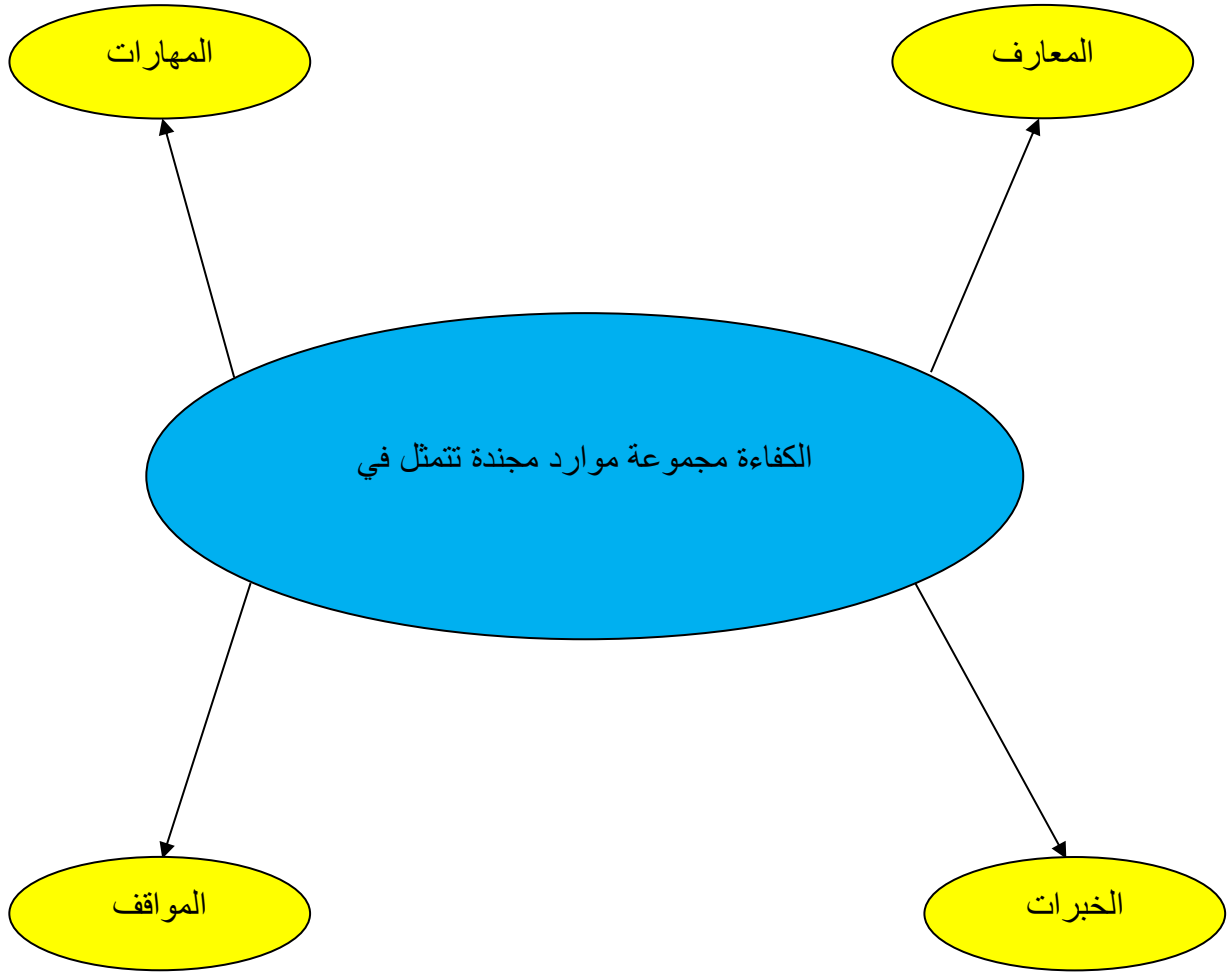 المعارف
المهارات
الكفاءة مجموعة موارد مجندة تتمثل في
الخبرات
المواقف